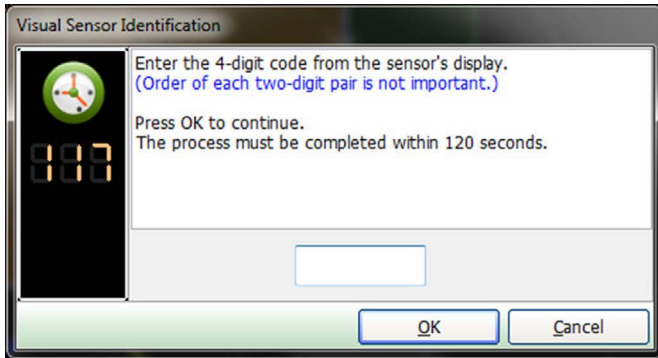 Visual Sensor Identification
Enter the 4-digit code from the sensor's display.
(Order of each two-digit pair is not important.)
Press OK to continue.
The process must be completed within 120 seconds.
117
OK
Cancel